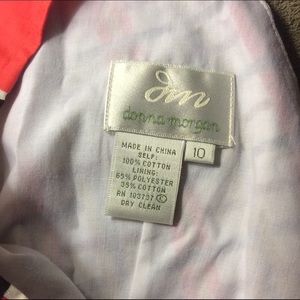 dm
donna morgan
10
MADE IN CHINA
SELF:
100% COTTON
LINING:
65% POLYESTER
35% COTTON
RN 103737 C
DRY CLEAN